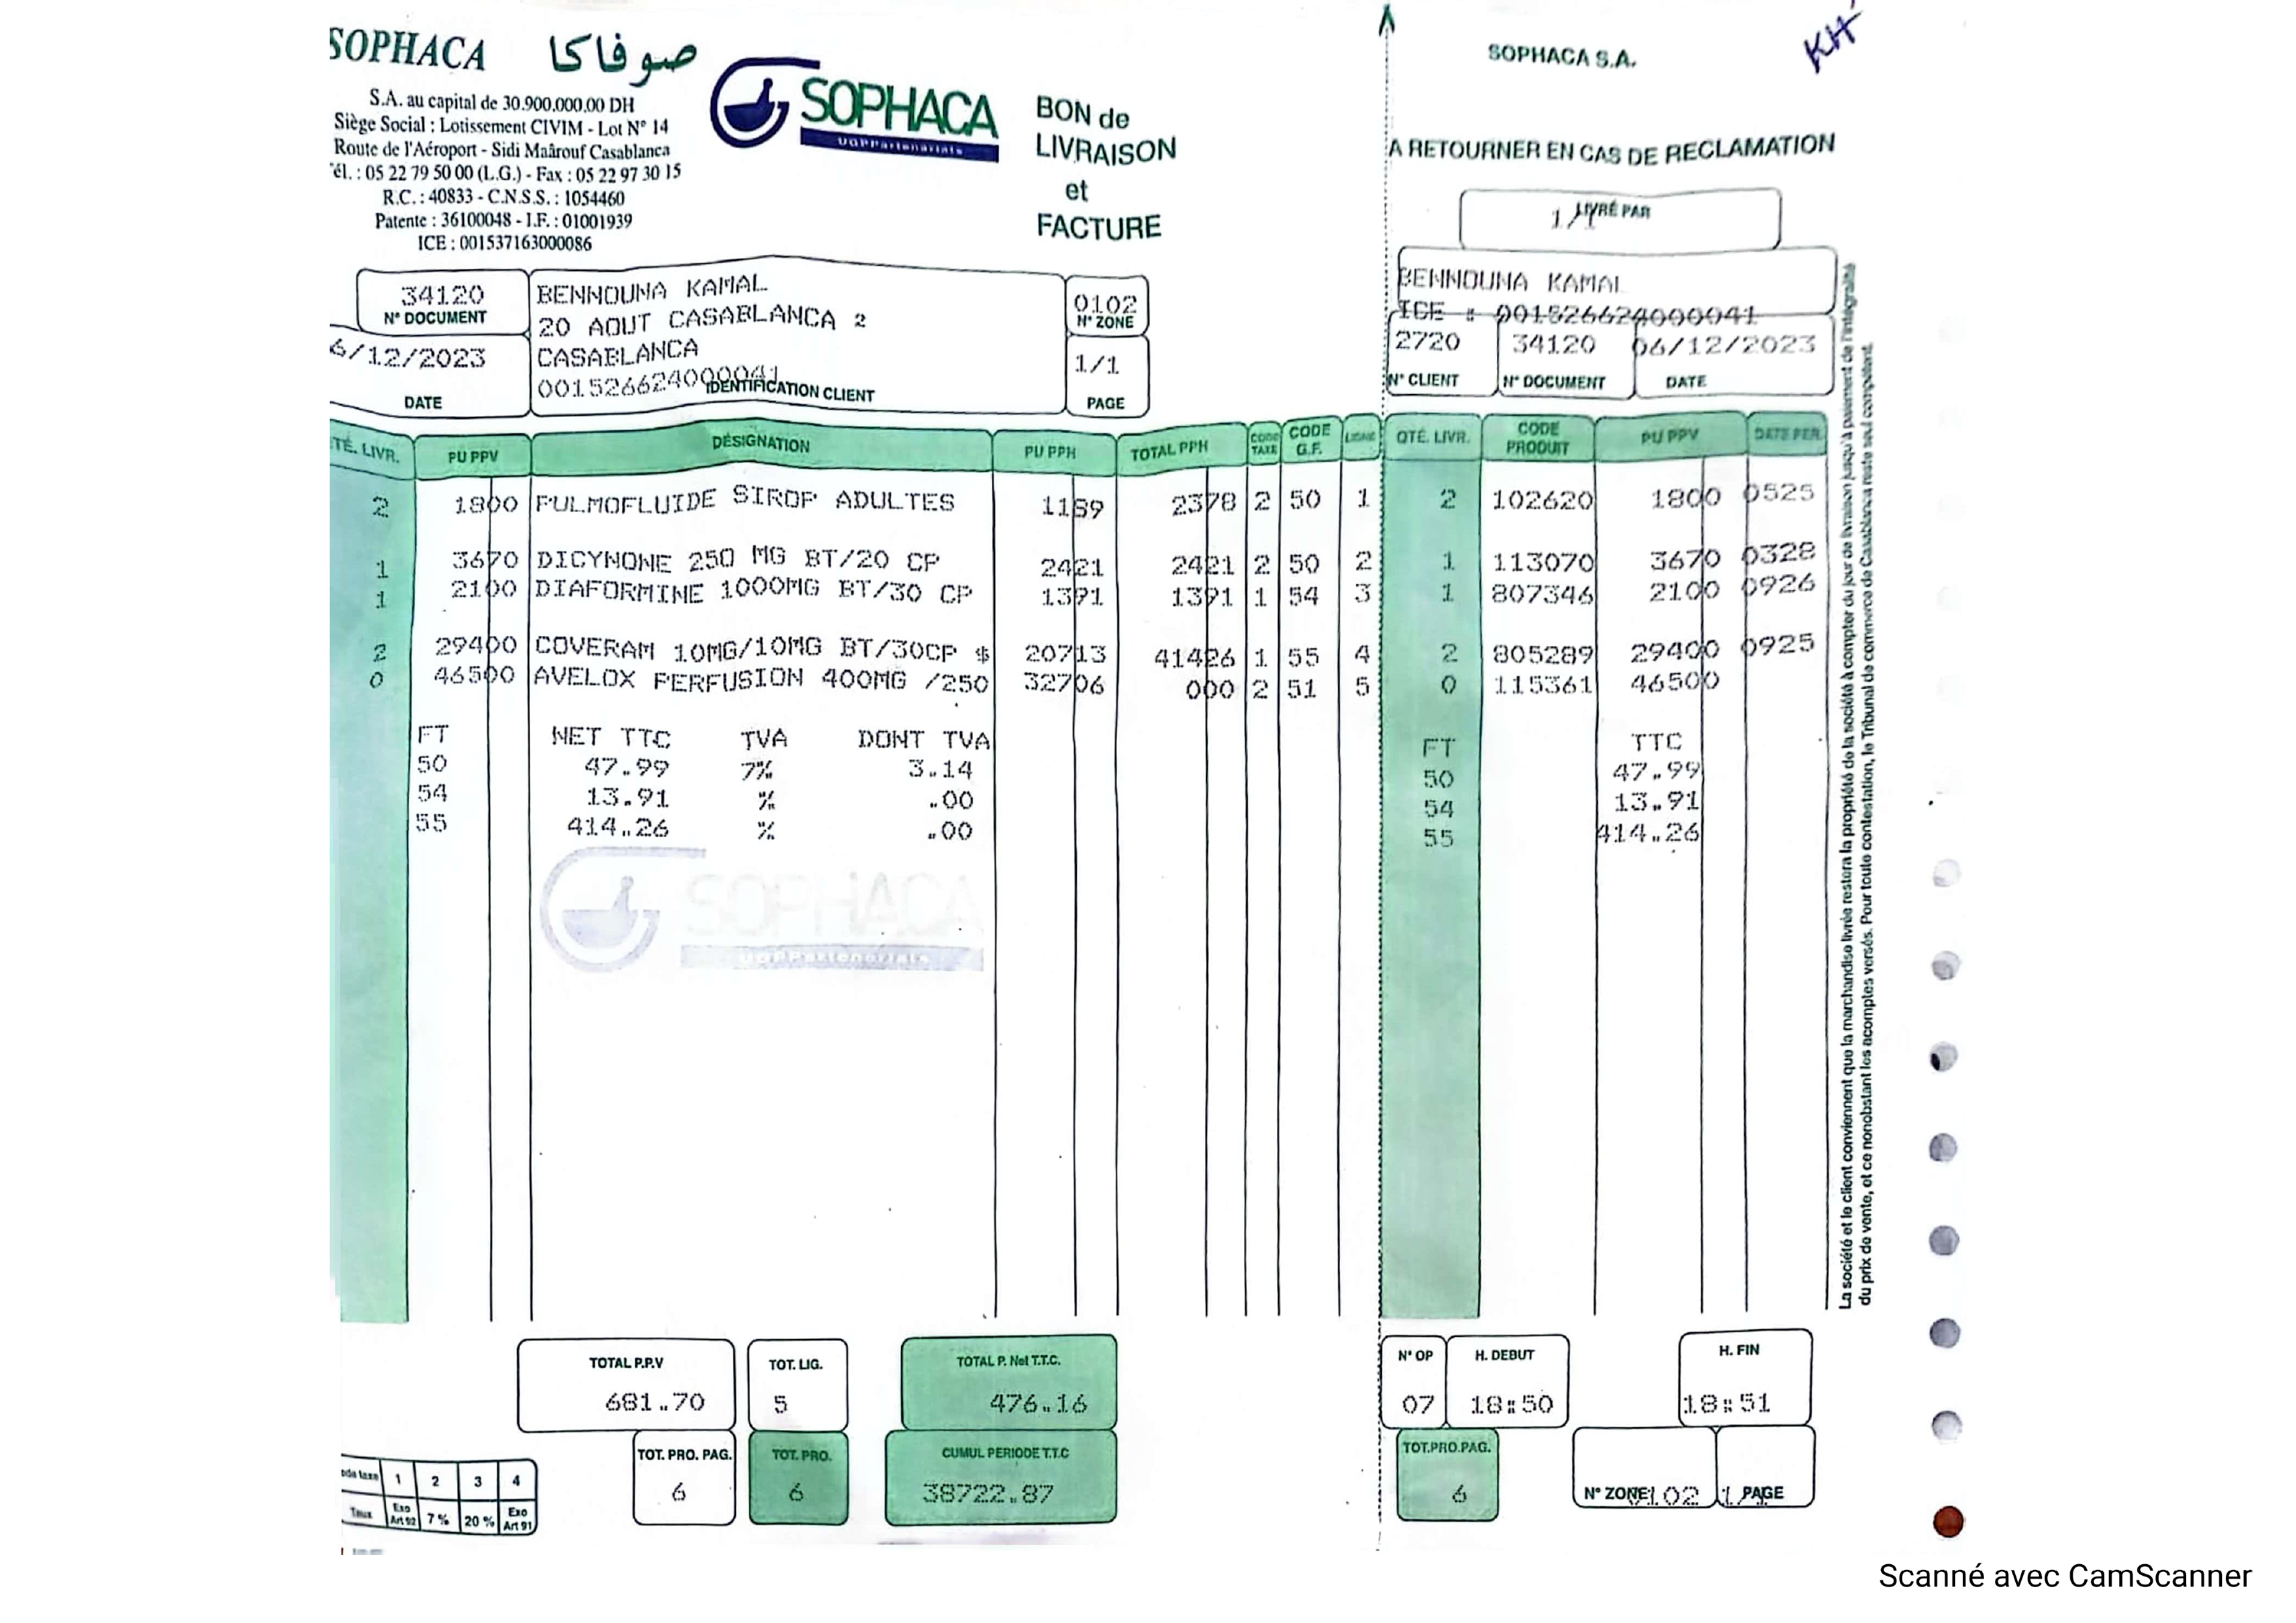 SOPHACA صوفاكا
S.A. au capital de 30.900.000.00 DH
Siège Social : Lotissement CIVIM - Lot N° 14
Route de l'Aéroport - Sidi Maârouf Casablanca
Tél. : 05 22 79 50 00 (L.G.) - Fax : 05 22 97 30 15
R.C. : 40833 - C.N.S.S. : 1054460
Patente : 36100048 - I.F. : 01001939
ICE : 001537163000086
SOPHACA
UGPPartenariats
BON de
LIVRAISON
et
FACTURE
34120
N° DOCUMENT
6/12/2023
DATE
BENNOUNA KAMAL
20 AOUT CASABLANCA 2
CASABLANCA
001526624000041
IDENTIFICATION CLIENT
0102
N° ZONE
1/1
PAGE
TÉ. LIVR. PU PPV DÉSIGNATION PU PPH TOTAL PPH CODE TAXE CODE G.F. LIGNE
2 1800 PULMOFLUIDE SIROP ADULTES 1189 2378 2 50 1
1 3670 DICYNONE 250 MG BT/20 CP 2421 2421 2 50 2
1 2100 DIAFORMINE 1000MG BT/30 CP 1391 1391 1 54 3
2 29400 COVERAM 10MG/10MG BT/30CP $ 20713 41426 1 55 4
0 46500 AVELOX PERFUSION 400MG /250 32706 000 2 51 5
FT NET TTC TVA DONT TVA
50 47.99 7% 3.14
54 13.91 % .00
55 414.26 % .00
SOPHACA
UGPPartenariats
TOTAL P.P.V
681.70
TOT. LIG.
5
TOTAL P. Net T.T.C.
476.16
TOT. PRO. PAG.
6
TOT. PRO.
6
CUMUL PERIODE T.T.C
38722.87
ode taxe 1 2 3 4
Taux Exo Art 92 7 % 20 % Exo Art 91
SOPHACA S.A.
KH
A RETOURNER EN CAS DE RECLAMATION
LIVRÉ PAR
1/1
BENNOUNA KAMAL
ICE : 001526624000041
2720 34120 06/12/2023
N° CLIENT N° DOCUMENT DATE
QTÉ. LIVR. CODE PRODUIT PU PPV DATE PER.
2 102620 1800 0525
1 113070 3670 0328
1 807346 2100 0926
2 805289 29400 0925
0 115361 46500
FT TTC
50 47.99
54 13.91
55 414.26
N° OP
07
H. DEBUT
18:50
H. FIN
18:51
TOT.PRO.PAG.
6
N° ZONE 0102
1/1 PAGE
La société et le client conviennent que la marchandise livrée restera la propriété de la société à compter du jour de livraison jusqu'à paiement de l'intégralité
du prix de vente, et ce nonobstant les acomptes versés. Pour toute contestation, le Tribunal de commerce de Casablanca reste seul compétent.
Scanné avec CamScanner